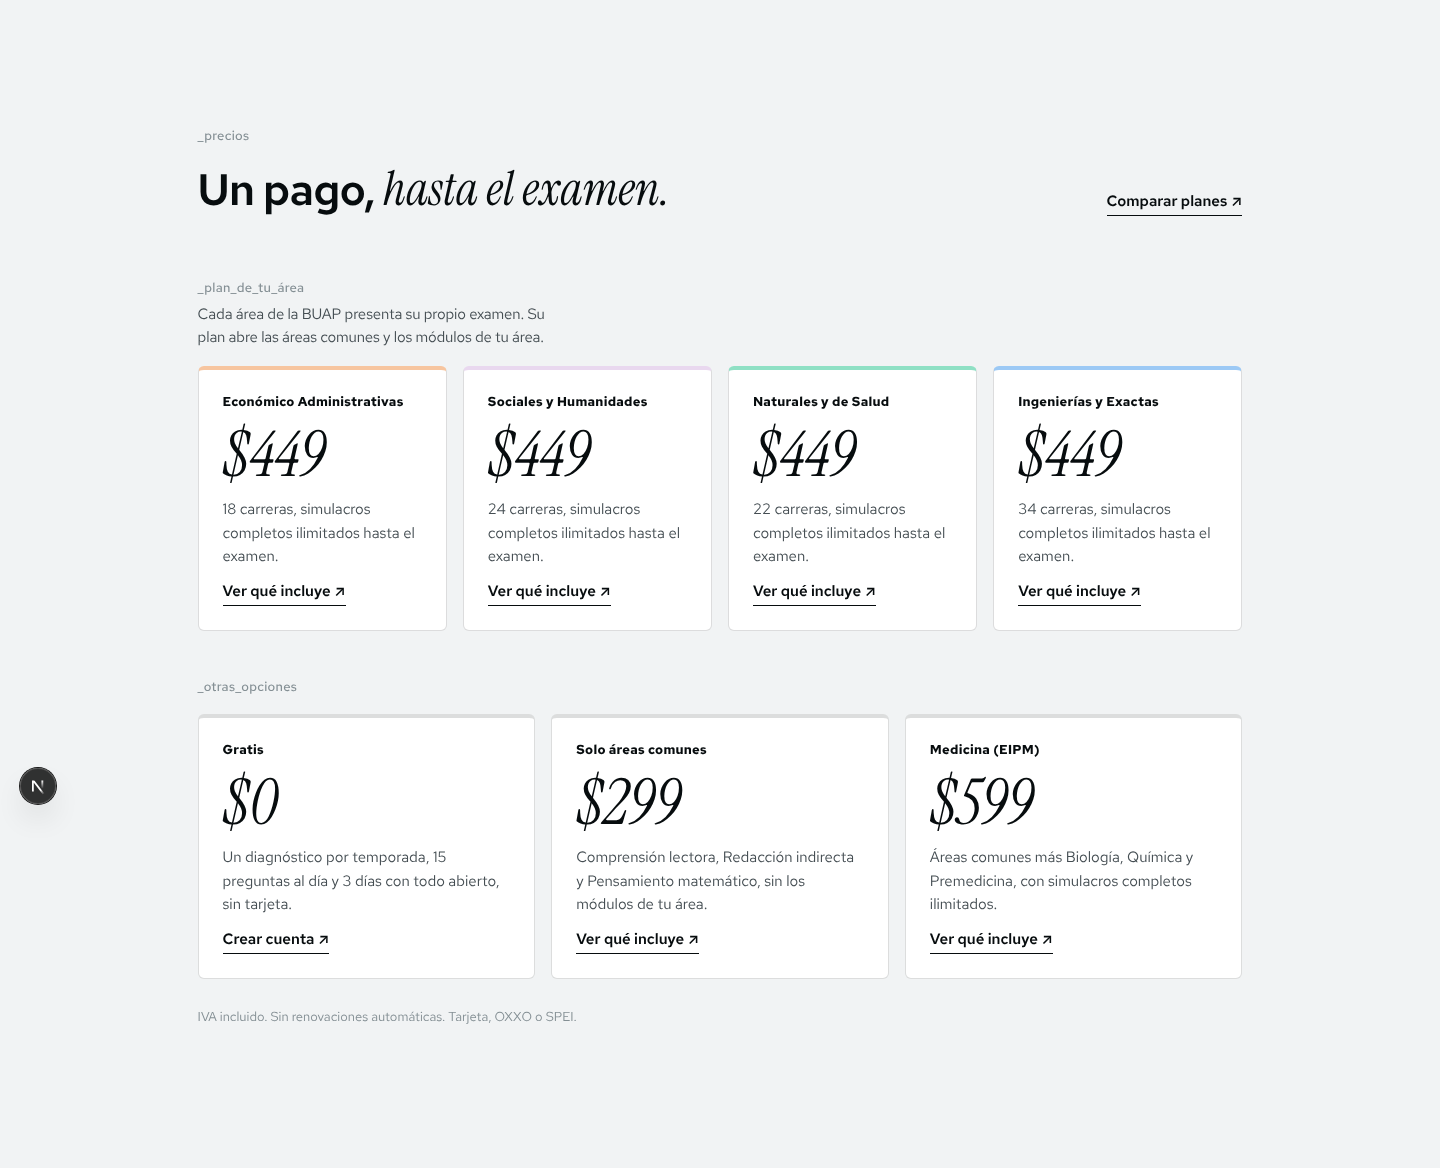 _precios
Un pago, hasta el examen.
Comparar planes ↗
_plan_de_tu_área
Cada área de la BUAP presenta su propio examen. Su
plan abre las áreas comunes y los módulos de tu área.
Económico Administrativas
$449
18 carreras, simulacros
completos ilimitados hasta el
examen.
Ver qué incluye ↗
Sociales y Humanidades
$449
24 carreras, simulacros
completos ilimitados hasta el
examen.
Ver qué incluye ↗
Naturales y de Salud
$449
22 carreras, simulacros
completos ilimitados hasta el
examen.
Ver qué incluye ↗
Ingenierías y Exactas
$449
34 carreras, simulacros
completos ilimitados hasta el
examen.
Ver qué incluye ↗
_otras_opciones
Gratis
$0
Un diagnóstico por temporada, 15
preguntas al día y 3 días con todo abierto,
sin tarjeta.
Crear cuenta ↗
Solo áreas comunes
$299
Comprensión lectora, Redacción indirecta
y Pensamiento matemático, sin los
módulos de tu área.
Ver qué incluye ↗
Medicina (EIPM)
$599
Áreas comunes más Biología, Química y
Premedicina, con simulacros completos
ilimitados.
Ver qué incluye ↗
N
IVA incluido. Sin renovaciones automáticas. Tarjeta, OXXO o SPEI.